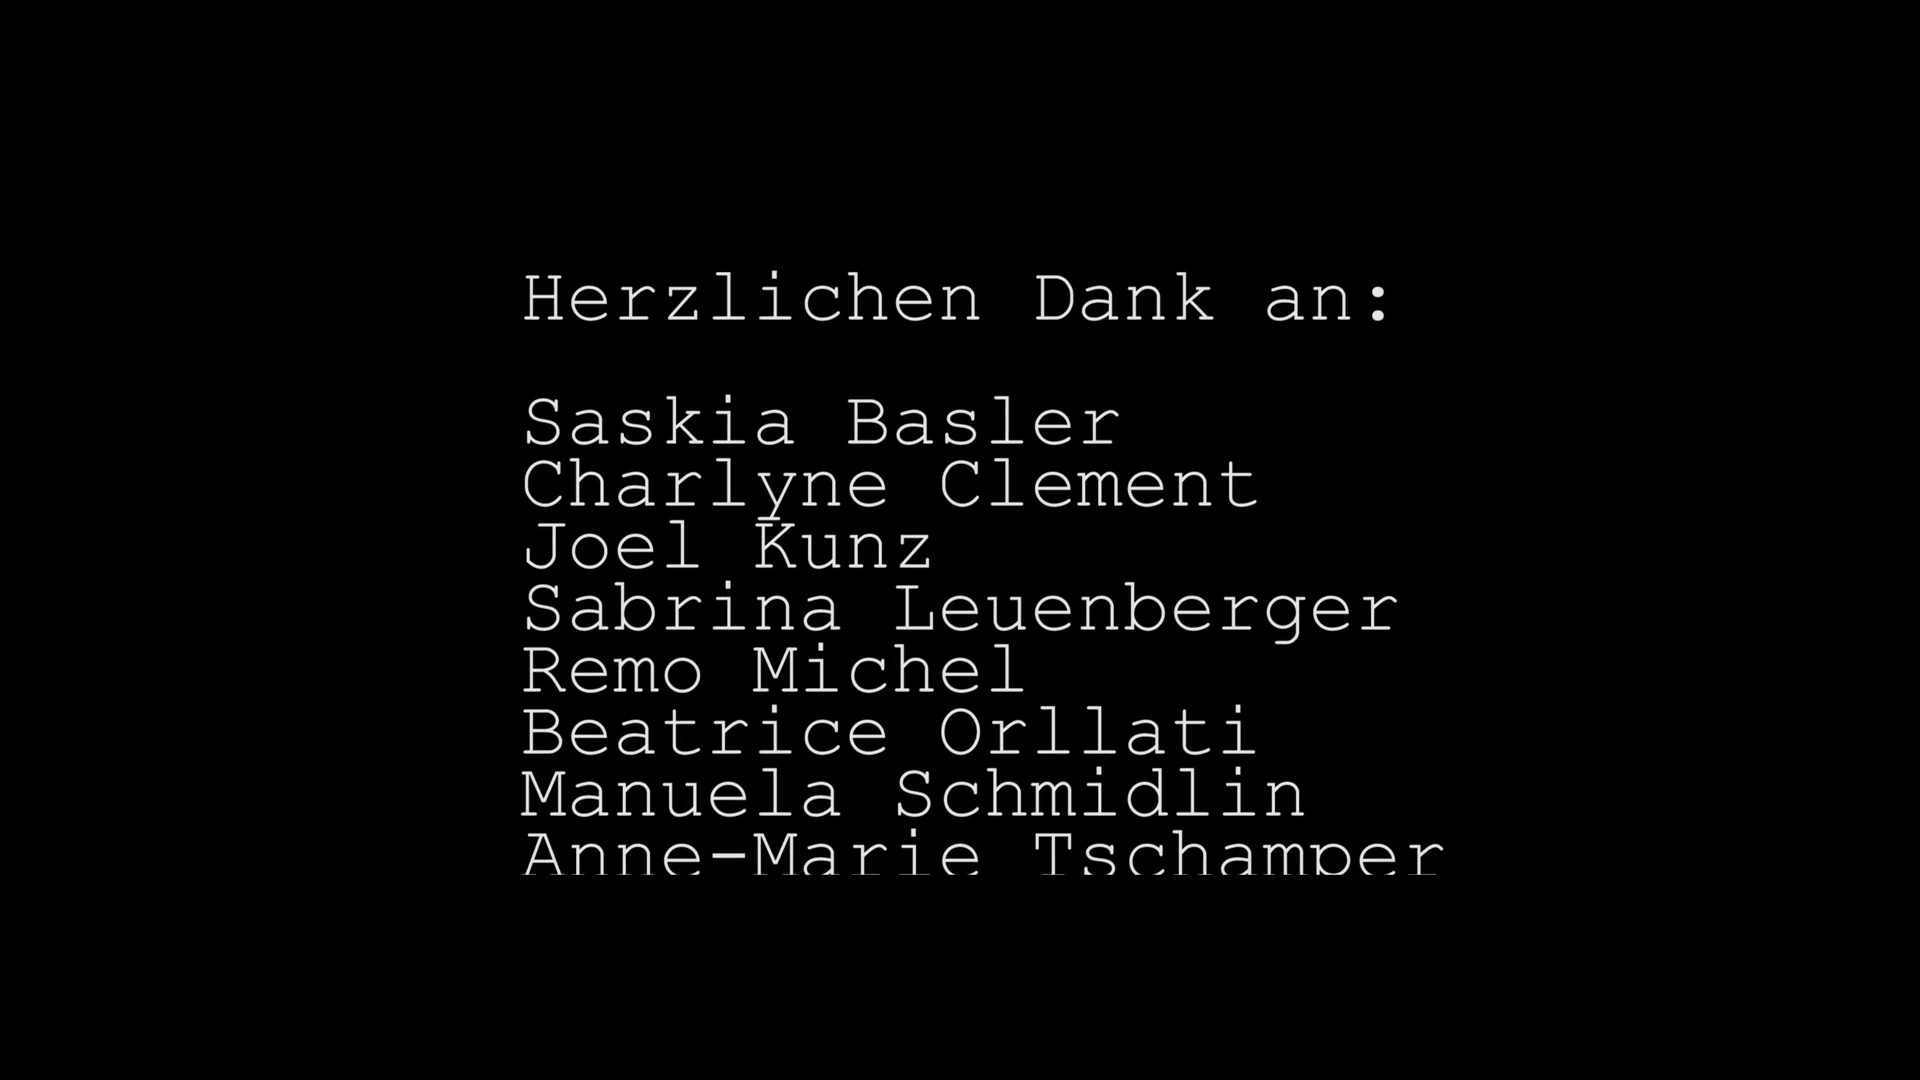 Herzlichen Dank an:
Saskia Basler
Charlyne Clement
Joel Kunz
Sabrina Leuenberger
Remo Michel
Beatrice Orllati
Manuela Schmidlin
Anne-Marie Tschamper